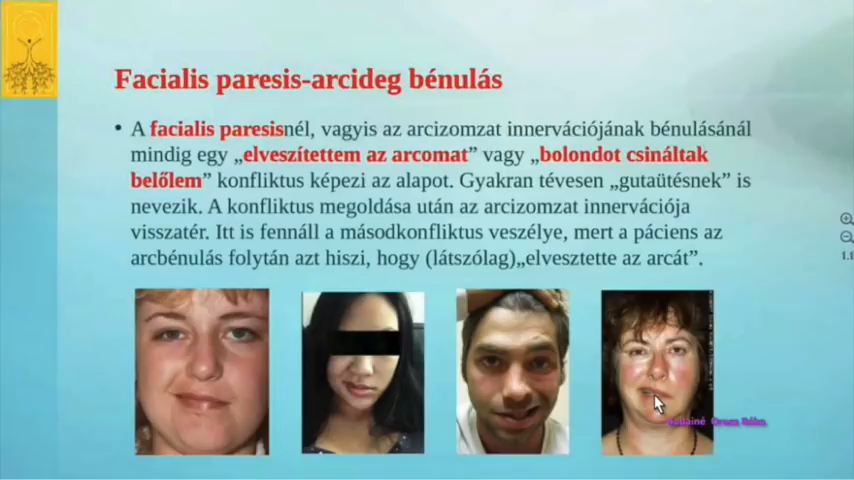 Facialis paresis-arcideg bénulás
• A facialis paresisnél, vagyis az arcizomzat innervációjának bénulásánál
mindig egy „elveszítettem az arcomat” vagy „bolondot csináltak
belőlem” konfliktus képezi az alapot. Gyakran tévesen „gutaütésnek” is
nevezik. A konfliktus megoldása után az arcizomzat innervációja
visszatér. Itt is fennáll a másodkonfliktus veszélye, mert a páciens az
arcbénulás folytán azt hiszi, hogy (látszólag)„elvesztette az arcát”.